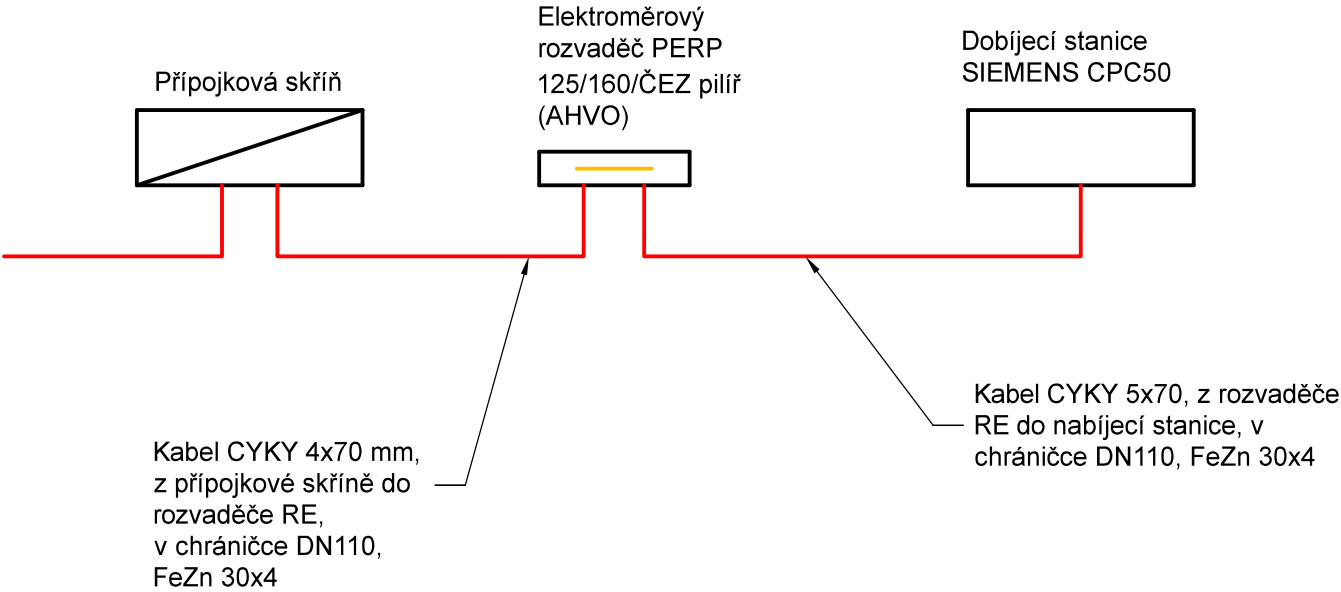 Přípojková skříň
Elektroměrový
rozvaděč PERP
125/160/ČEZ pilíř
(AHVO)
Dobíjecí stanice
SIEMENS CPC50
Kabel CYKY 4x70 mm,
z přípojkové skříně do
rozvaděče RE,
v chráničce DN110,
FeZn 30x4
Kabel CYKY 5x70, z rozvaděče
RE do nabíjecí stanice, v
chráničce DN110, FeZn 30x4